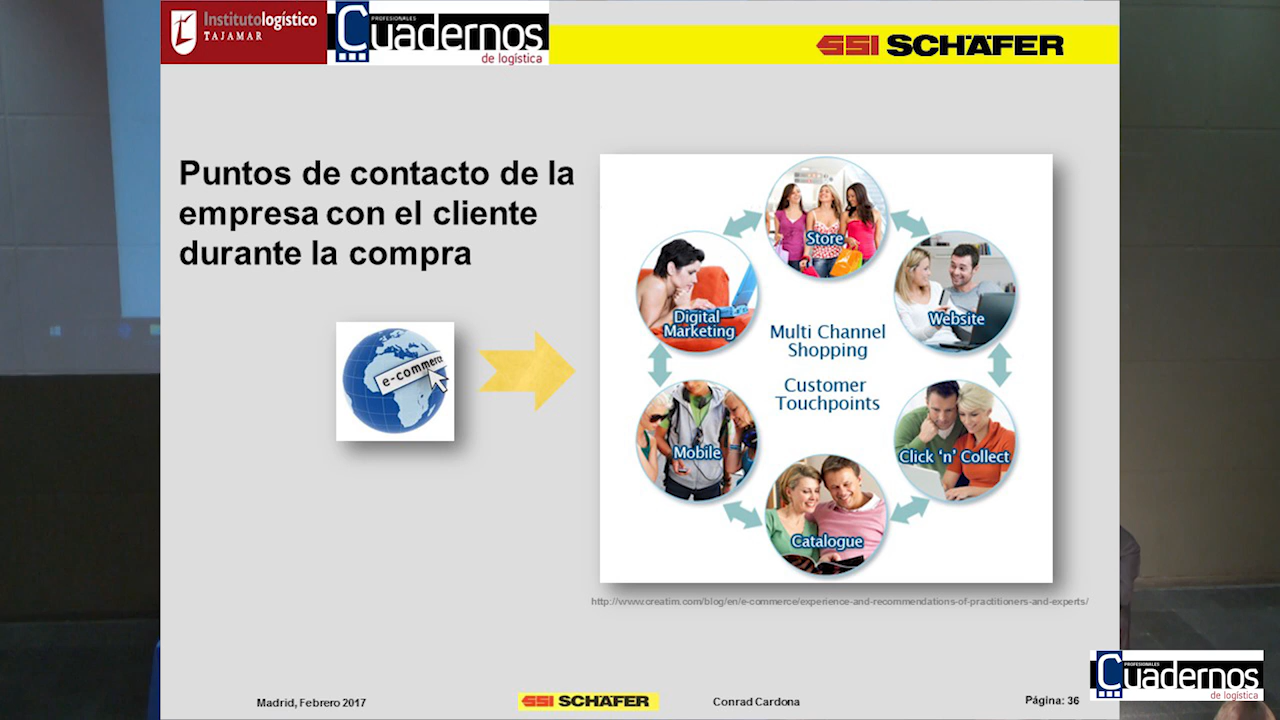 Institutologístico
TAJAMAR
PROFESIONALES
Cuadernos
de logística
SSI SCHÄFER
Puntos de contacto de la
empresa con el cliente
durante la compra
e-commerce
Store
Website
Click 'n' Collect
Catalogue
Mobile
Digital
Marketing
Multi Channel
Shopping
Customer
Touchpoints
http://www.creatim.com/blog/en/e-commerce/experience-and-recommendations-of-practitioners-and-experts/
Madrid, Febrero 2017
SSI SCHÄFER
Conrad Cardona
Página: 36
PROFESIONALES
Cuadernos
de logística